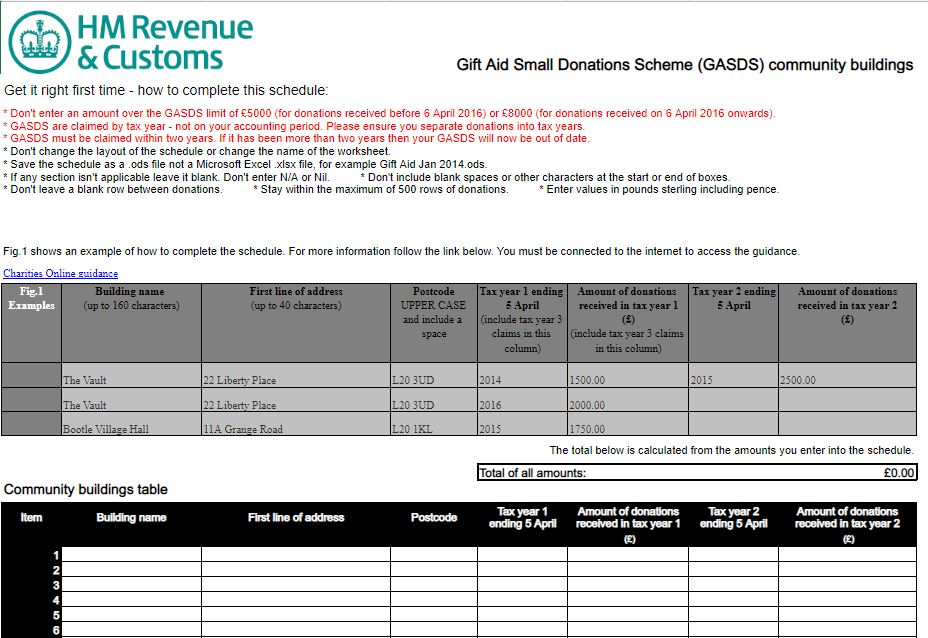 HM Revenue
& Customs
Gift Aid Small Donations Scheme (GASDS) community buildings
Get it right first time - how to complete this schedule:
* Don't enter an amount over the GASDS limit of £5000 (for donations received before 6 April 2016) or £8000 (for donations received on 6 April 2016 onwards).
* GASDS are claimed by tax year - not on your accounting period. Please ensure you separate donations into tax years.
* GASDS must be claimed within two years. If it has been more than two years then your GASDS will now be out of date.
* Don't change the layout of the schedule or change the name of the worksheet.
* Save the schedule as a .ods file not a Microsoft Excel .xlsx file, for example Gift Aid Jan 2014.ods.
* If any section isn't applicable leave it blank. Don't enter N/A or Nil. * Don't include blank spaces or other characters at the start or end of boxes.
* Don't leave a blank row between donations. * Stay within the maximum of 500 rows of donations. * Enter values in pounds sterling including pence.
Fig.1 shows an example of how to complete the schedule. For more information follow the link below. You must be connected to the internet to access the guidance.
Charities Online guidance
Fig.1 Building name First line of address Postcode Tax year 1 ending Amount of donations Tax year 2 ending Amount of donations
Examples (up to 160 characters) (up to 40 characters) UPPER CASE 5 April received in tax year 1 5 April received in tax year 2
and include a (include tax year 3 (£) (£)
space claims in this (include tax year 3 claims
column) in this column)
The Vault 22 Liberty Place L20 3UD 2014 1500.00 2015 2500.00
The Vault 22 Liberty Place L20 3UD 2016 2000.00
Bootle Village Hall 11A Grange Road L20 1KL 2015 1750.00
The total below is calculated from the amounts you enter into the schedule.
Total of all amounts: £0.00
Community buildings table
Item Building name First line of address Postcode Tax year 1 Amount of donations Tax year 2 Amount of donations
ending 5 April received in tax year 1 ending 5 April received in tax year 2
(£) (£)
1
2
3
4
5
6